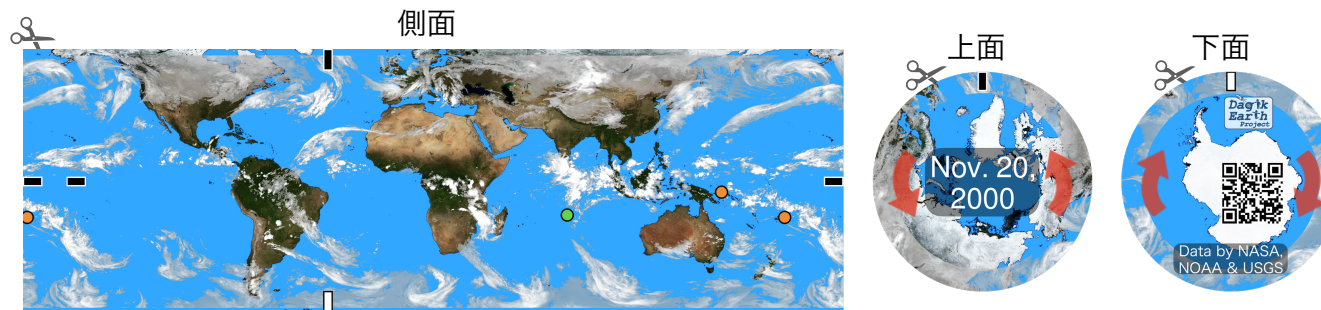 側面
上面
下面
Nov. 20,
2000
Dagik
Earth
Project
Data by NASA,
NOAA & USGS